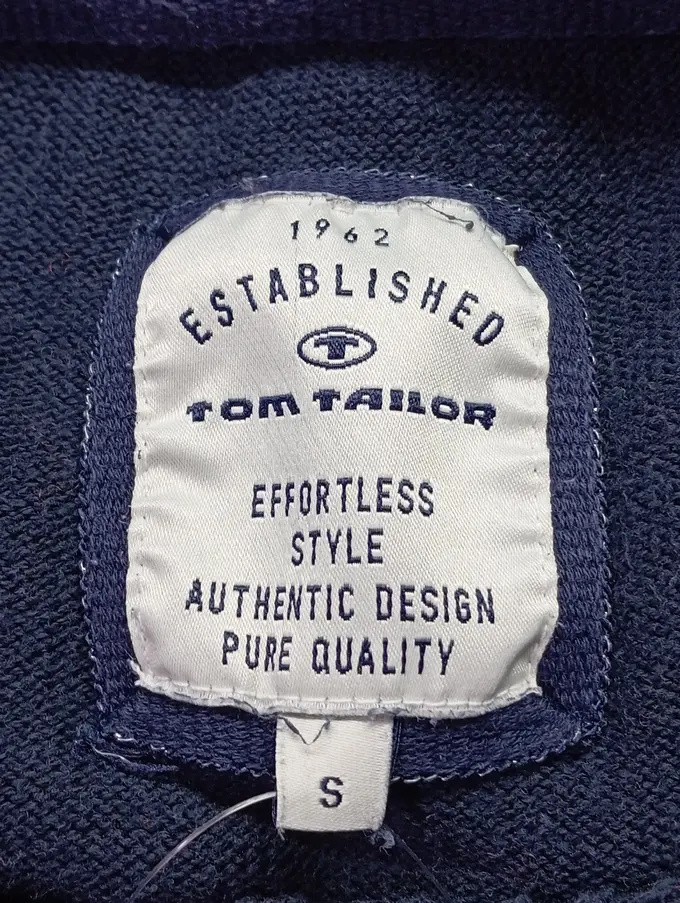 1962
ESTABLISHED
T
TOM TAILOR
EFFORTLESS
STYLE
AUTHENTIC DESIGN
PURE QUALITY
S